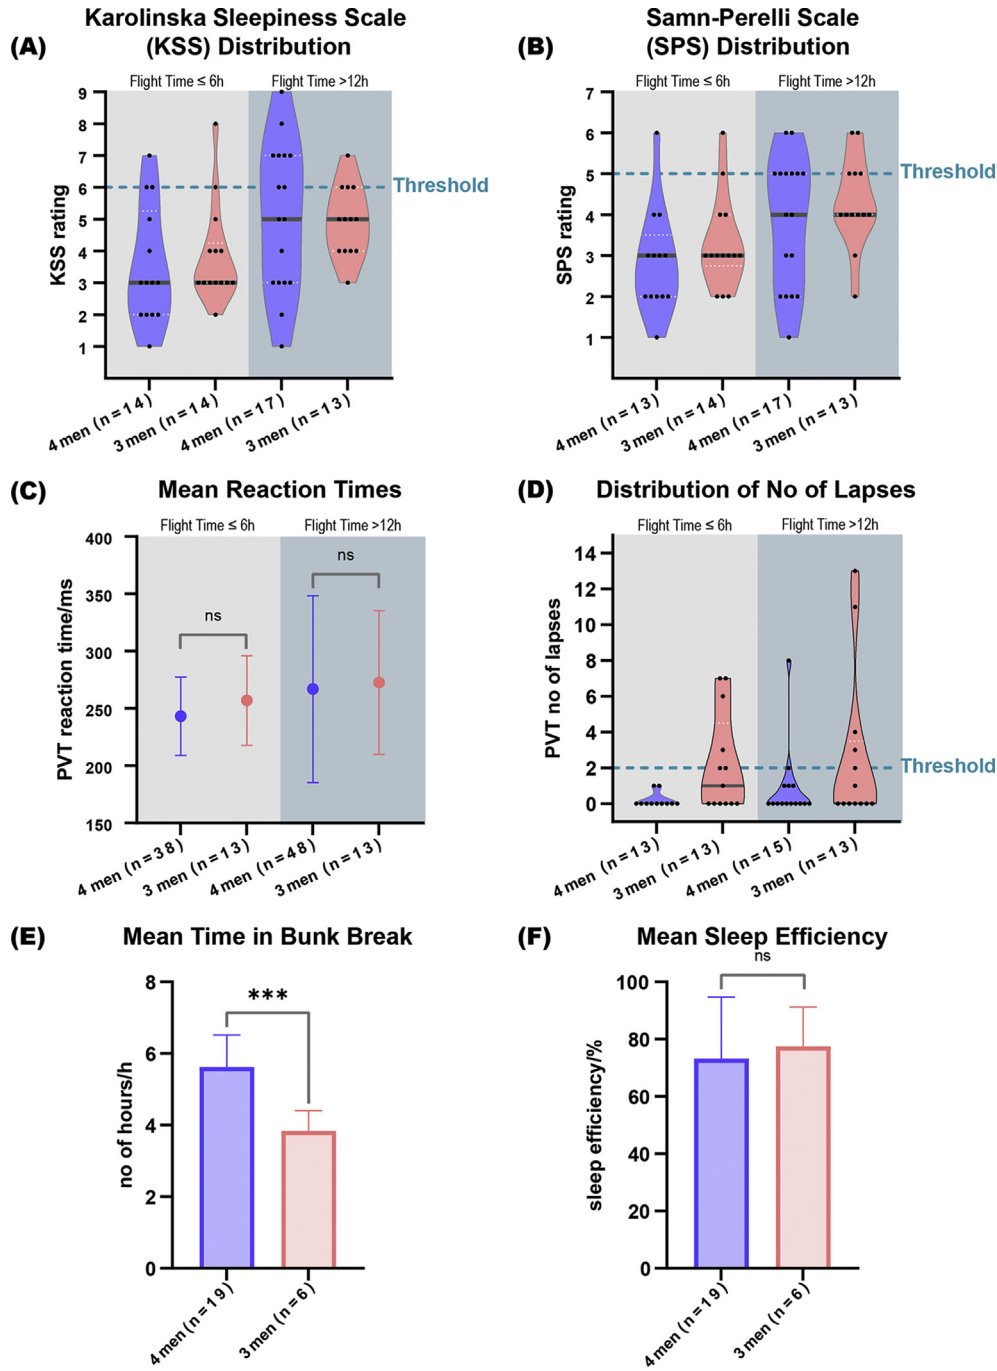 (A)
Karolinska Sleepiness Scale
(KSS) Distribution
Flight Time ≤ 6h
Flight Time >12h
KSS rating
9
8
7
6
5
4
3
2
1
Threshold
4 men (n=14)
3 men (n=14)
4 men (n=17)
3 men (n=13)
(B)
Samn-Perelli Scale
(SPS) Distribution
Flight Time ≤ 6h
Flight Time >12h
SPS rating
7
6
5
4
3
2
1
Threshold
4 men (n=13)
3 men (n=14)
4 men (n=17)
3 men (n=13)
(C)
Mean Reaction Times
Flight Time ≤ 6h
Flight Time >12h
PVT reaction time/ms
400
350
300
250
200
150
ns
ns
4 men (n=38)
3 men (n=13)
4 men (n=48)
3 men (n=13)
(D)
Distribution of No of Lapses
Flight Time ≤ 6h
Flight Time >12h
PVT no of lapses
14
12
10
8
6
4
2
0
Threshold
4 men (n=13)
3 men (n=13)
4 men (n=15)
3 men (n=13)
(E)
Mean Time in Bunk Break
no of hours/h
8
6
4
2
0
***
4 men (n=19)
3 men (n=6)
(F)
Mean Sleep Efficiency
ns
sleep efficiency/%
100
80
60
40
20
0
4 men (n=19)
3 men (n=6)